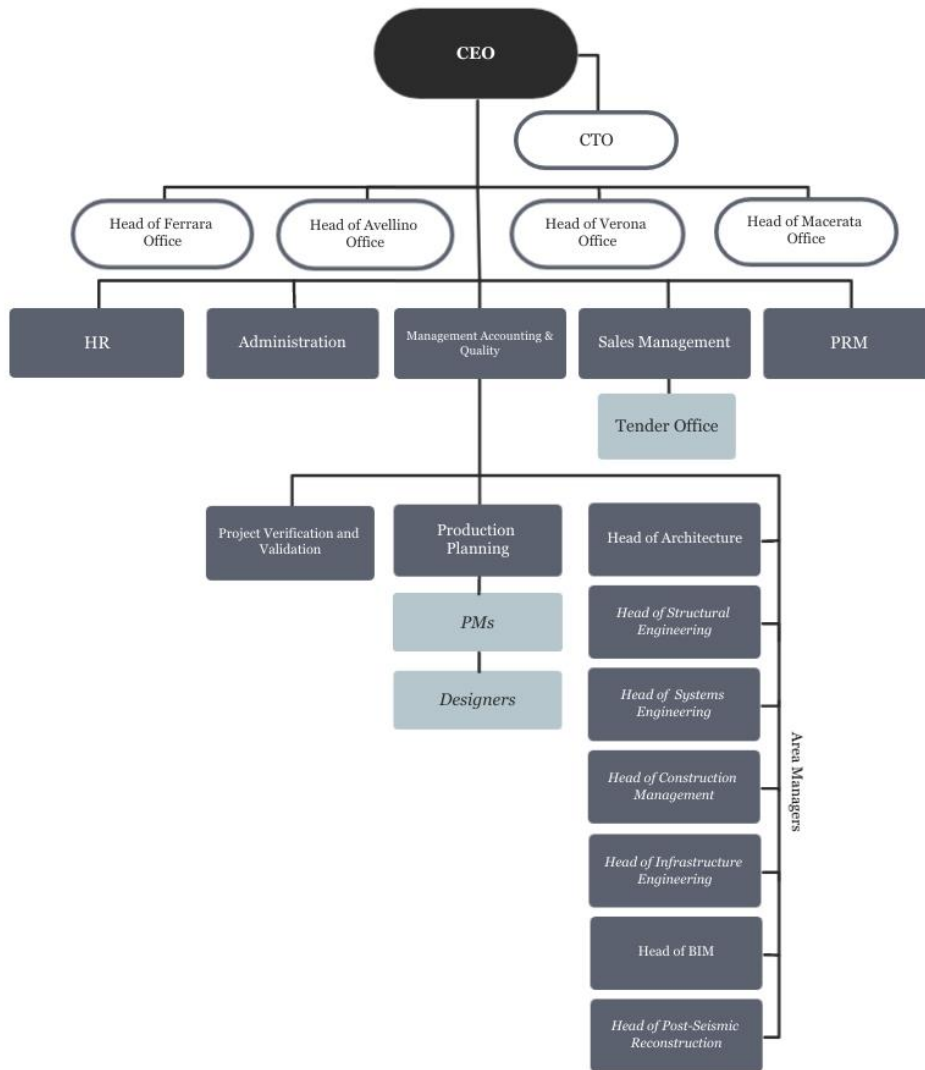 CEO
CTO
Head of Ferrara
Office
Head of Avellino
Office
Head of Verona
Office
Head of Macerata
Office
HR
Administration
Management Accounting &
Quality
Sales Management
PRM
Tender Office
Project Verification and
Validation
Production
Planning
PMs
Designers
Head of Architecture
Head of Structural
Engineering
Head of Systems
Engineering
Head of Construction
Management
Head of Infrastructure
Engineering
Head of BIM
Head of Post-Seismic
Reconstruction
Area Managers